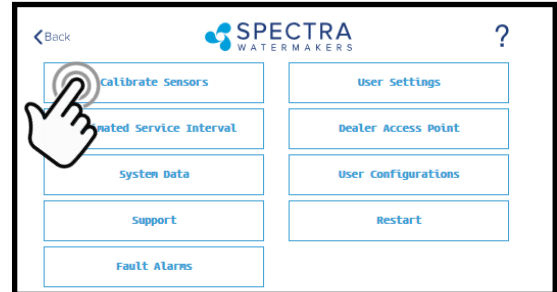 Back
SPECTRA
WATERMAKERS
?
Calibrate Sensors
User Settings
mated Service Interval
Dealer Access Point
System Data
User Configurations
Support
Restart
Fault Alarms